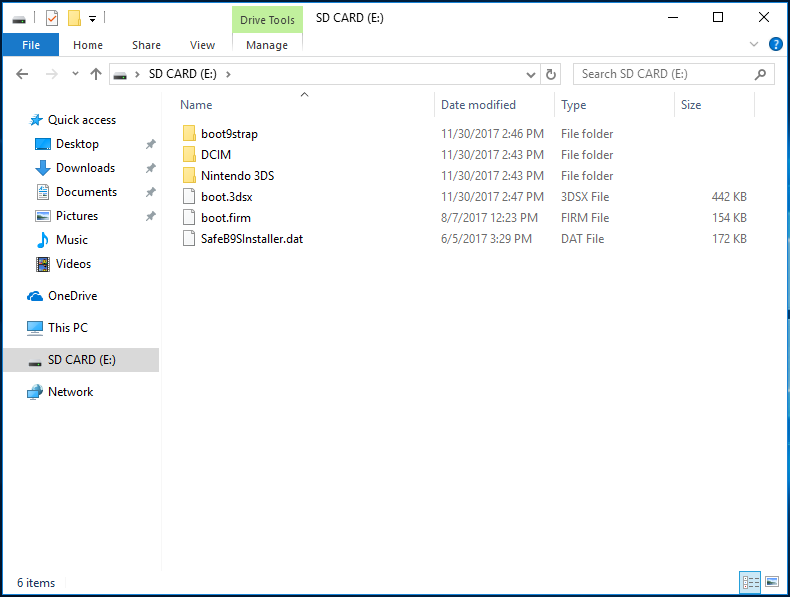 Drive Tools SD CARD (E:)
File Home Share View Manage
?
SD CARD (E:) Search SD CARD (E:)
Name Date modified Type Size
Quick access
Desktop
Downloads
Documents
Pictures
Music
Videos
OneDrive
This PC
SD CARD (E:)
Network
boot9strap 11/30/2017 2:46 PM File folder
DCIM 11/30/2017 2:43 PM File folder
Nintendo 3DS 11/30/2017 2:43 PM File folder
boot.3dsx 11/30/2017 2:47 PM 3DSX File 442 KB
boot.firm 8/7/2017 12:23 PM FIRM File 154 KB
SafeB9SInstaller.dat 6/5/2017 3:29 PM DAT File 172 KB
6 items